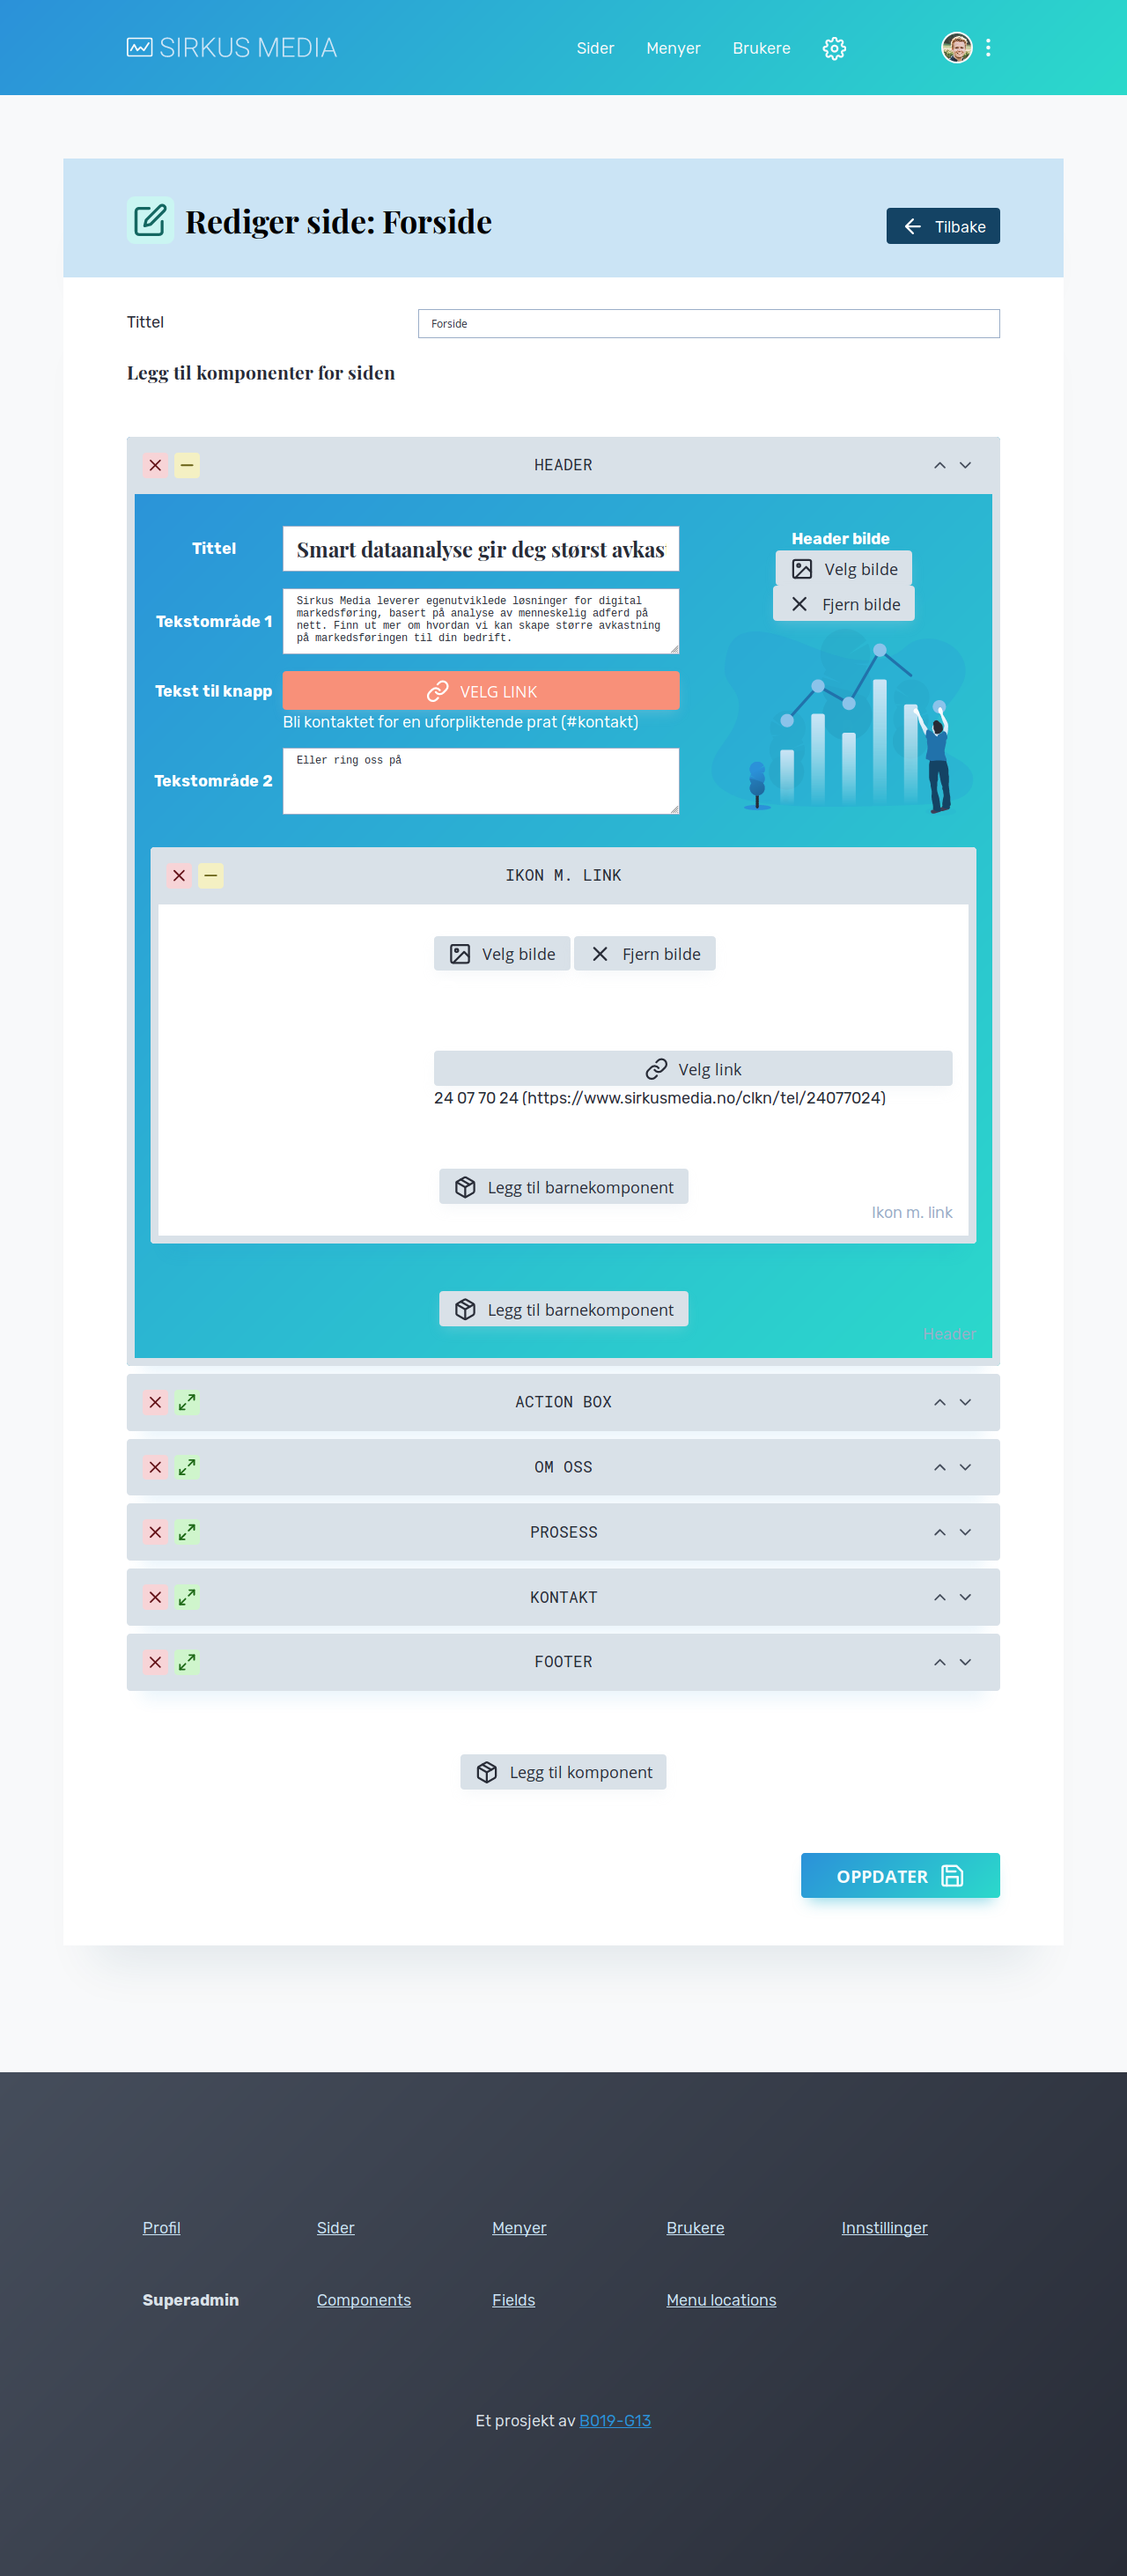 SIRKUS MEDIA
Sider
Menyer
Brukere
Rediger side: Forside
Tilbake
Tittel
Forside
Legg til komponenter for siden
HEADER
Tittel
Smart dataanalyse gir deg størst avkas
Header bilde
Velg bilde
Fjern bilde
Tekstområde 1
Sirkus Media leverer egenutviklede løsninger for digital
markedsføring, basert på analyse av menneskelig adferd på
nett. Finn ut mer om hvordan vi kan skape større avkastning
på markedsføringen til din bedrift.
Tekst til knapp
VELG LINK
Bli kontaktet for en uforpliktende prat (#kontakt)
Tekstområde 2
Eller ring oss på
IKON M. LINK
Velg bilde
Fjern bilde
Velg link
24 07 70 24 (https://www.sirkusmedia.no/clkn/tel/24077024)
Legg til barnekomponent
Ikon m. link
Legg til barnekomponent
Header
ACTION BOX
OM OSS
PROSESS
KONTAKT
FOOTER
Legg til komponent
OPPDATER
Profil
Sider
Menyer
Brukere
Innstillinger
Superadmin
Components
Fields
Menu locations
Et prosjekt av BO19-G13